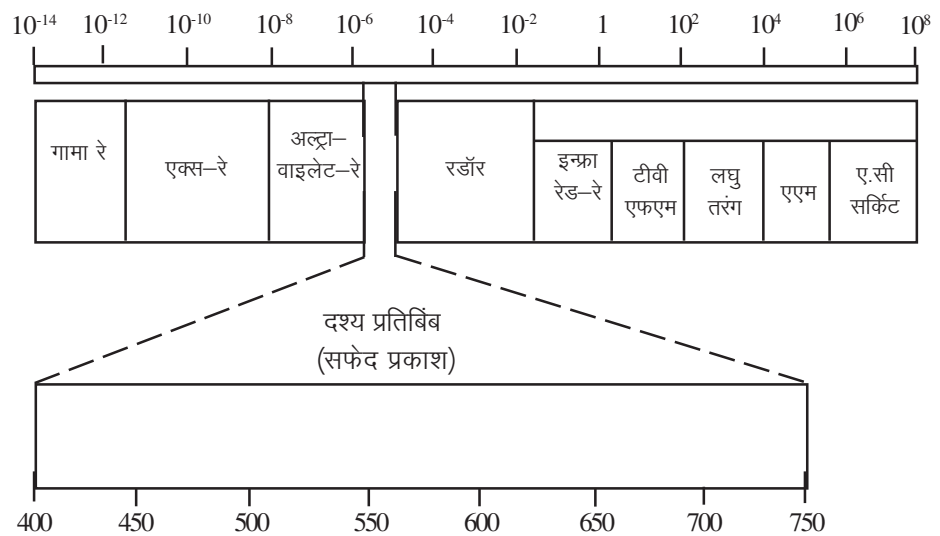 10⁻¹⁴ 10⁻¹² 10⁻¹⁰ 10⁻⁸ 10⁻⁶ 10⁻⁴ 10⁻² 1 10² 10⁴ 10⁶ 10⁸
गामा रे
एक्स–रे
अल्ट्रा–
वाइलेट–रे
रडॉर
इन्फ्रा
रेड–रे
टीवी
एफएम
लघु
तरंग
एएम
ए.सी
सर्किट
दश्य प्रतिबिंब
(सफेद प्रकाश)
400 450 500 550 600 650 700 750